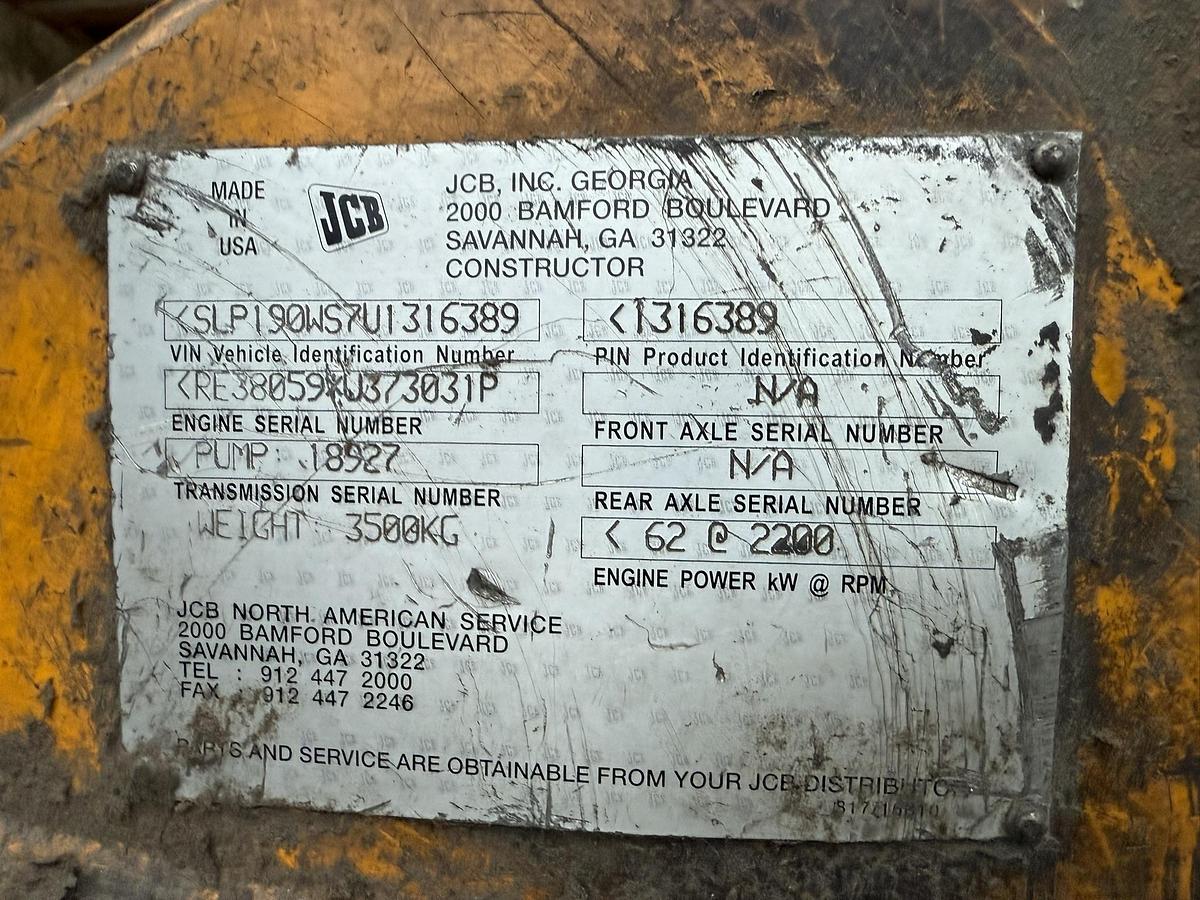 MADE
IN
USA
JCB
JCB, INC. GEORGIA
2000 BAMFORD BOULEVARD
SAVANNAH, GA 31322
CONSTRUCTOR
<SLP190WS7U1316389
VIN Vehicle Identification Number
<1316389
PIN Product Identification Number
<RE38059*UJ373031P
ENGINE SERIAL NUMBER
N/A
FRONT AXLE SERIAL NUMBER
PUMP: 18927
TRANSMISSION SERIAL NUMBER
N/A
REAR AXLE SERIAL NUMBER
WEIGHT 3500KG
< 62 @ 2200
ENGINE POWER kW @ RPM
JCB NORTH AMERICAN SERVICE
2000 BAMFORD BOULEVARD
SAVANNAH, GA 31322
TEL : 912 447 2000
FAX : 912 447 2246
PARTS AND SERVICE ARE OBTAINABLE FROM YOUR JCB DISTRIBUTOR